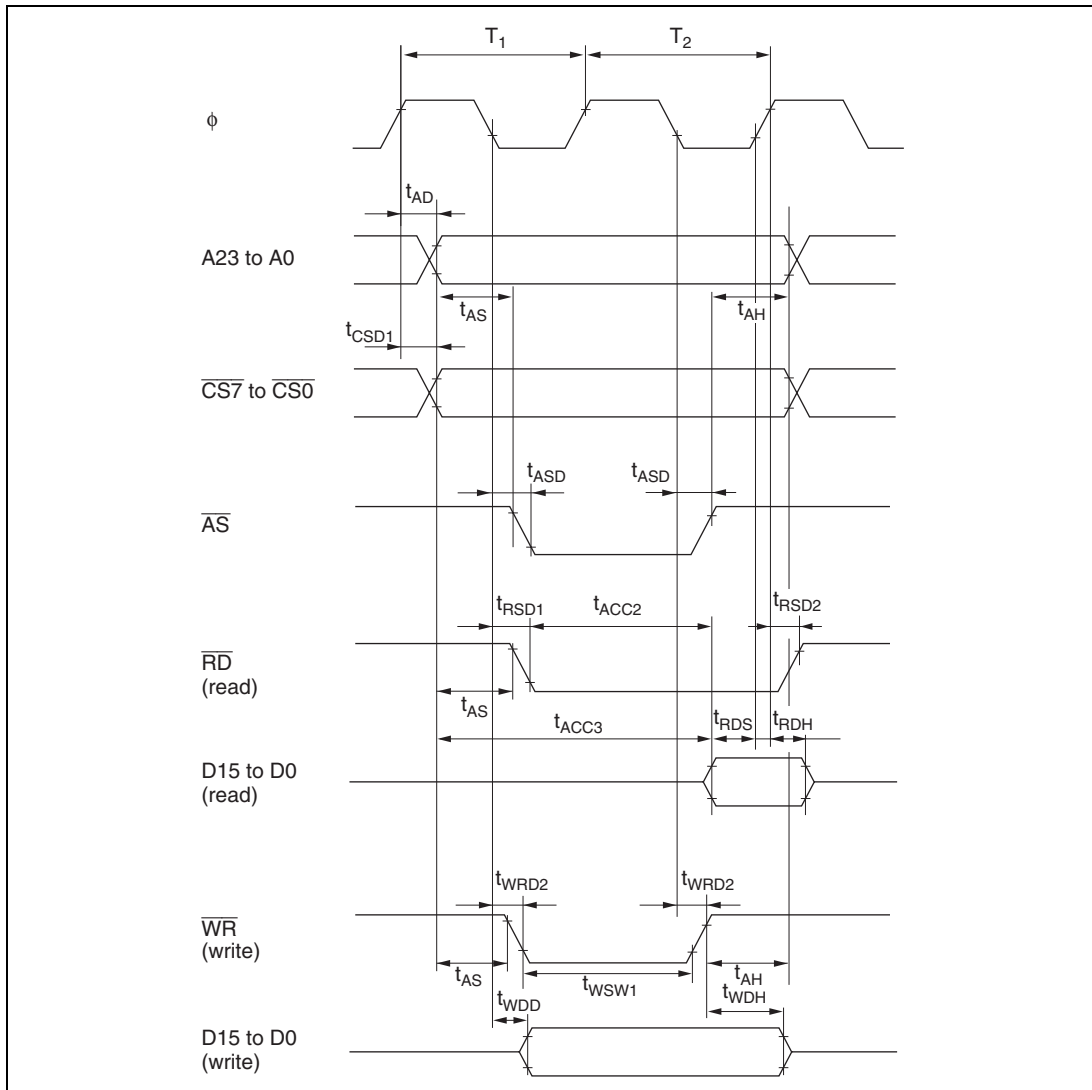 T1 T2
φ
tAD
A23 to A0
tAS tAH
tCSD1
CS7 to CS0
tASD tASD
AS
tRSD1 tACC2 tRSD2
RD
(read)
tAS
tACC3 tRDS tRDH
D15 to D0
(read)
tWRD2 tWRD2
WR
(write)
tAS tWSW1 tAH
tWDD tWDH
D15 to D0
(write)